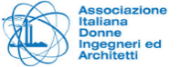 Associazione
Italiana
Donne
Ingegneri ed
Architetti